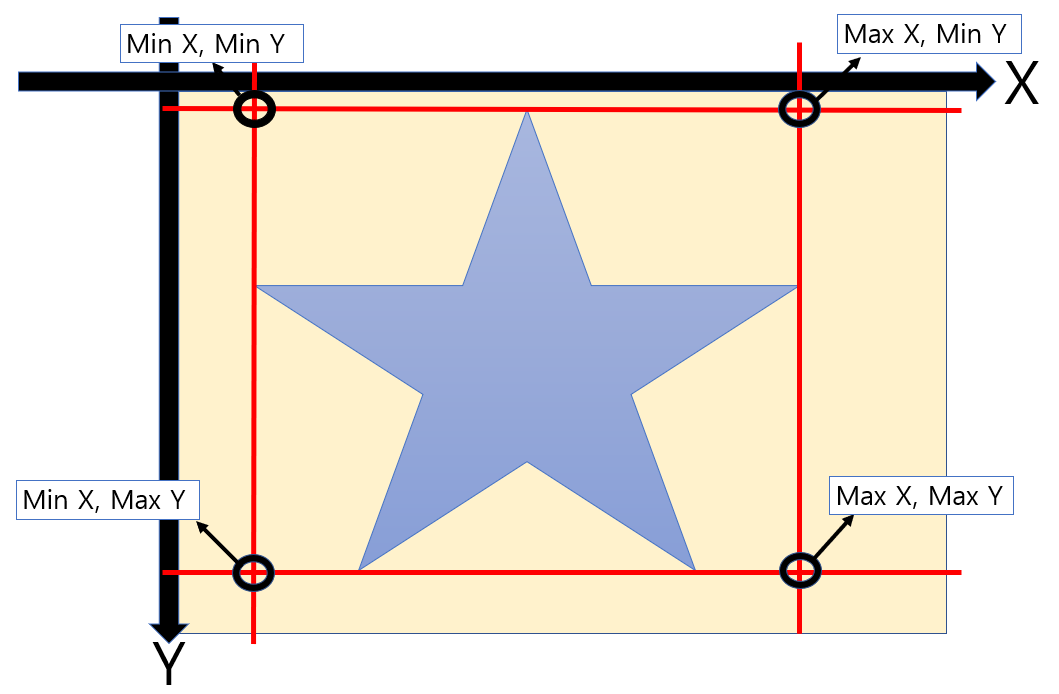 Min X, Min Y
Max X, Min Y
X
Min X, Max Y
Max X, Max Y
Y